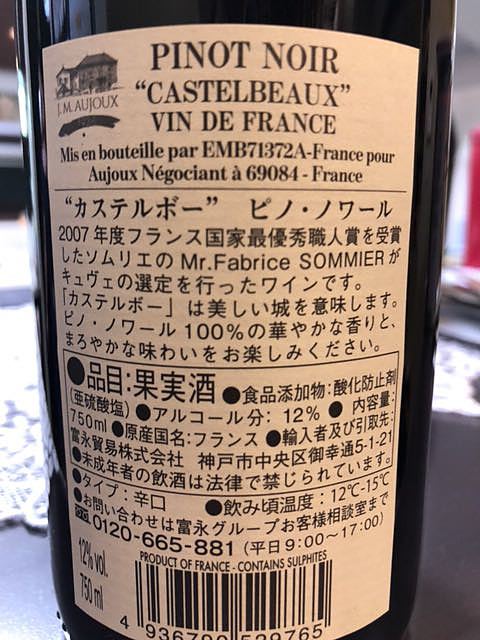 J.M. AUJOUX
PINOT NOIR
“CASTELBEAUX”
VIN DE FRANCE
Mis en bouteille par EMB71372A-France pour
Aujoux Négociant à 69084 - France
“カステルボー” ピノ・ノワール
2007年度フランス国家最優秀職人賞を受賞
したソムリエの Mr.Fabrice SOMMIER が
キュヴェの選定を行ったワインです。
「カステルボー」は美しい城を意味します。
ピノ・ノワール 100%の華やかな香りと、
まろやかな味わいをお楽しみください。
●品目:果実酒 ●食品添加物:酸化防止剤
(亜硫酸塩) ●アルコール分: 12% ● 内容量:
750ml ●原産国名:フランス ●輸入者及び引取先:
富永貿易株式会社 神戸市中央区御幸通5-1-21
●未成年者の飲酒は法律で禁じられています。
●タイプ: 辛口 ●飲み頃温度: 12℃-15℃
●お問い合わせは富永グループお客様相談室まで
0120-665-881 (平日 9:00~17:00)
PRODUCT OF FRANCE - CONTAINS SULPHITES
12% vol.
750 ml
4 936790 529765